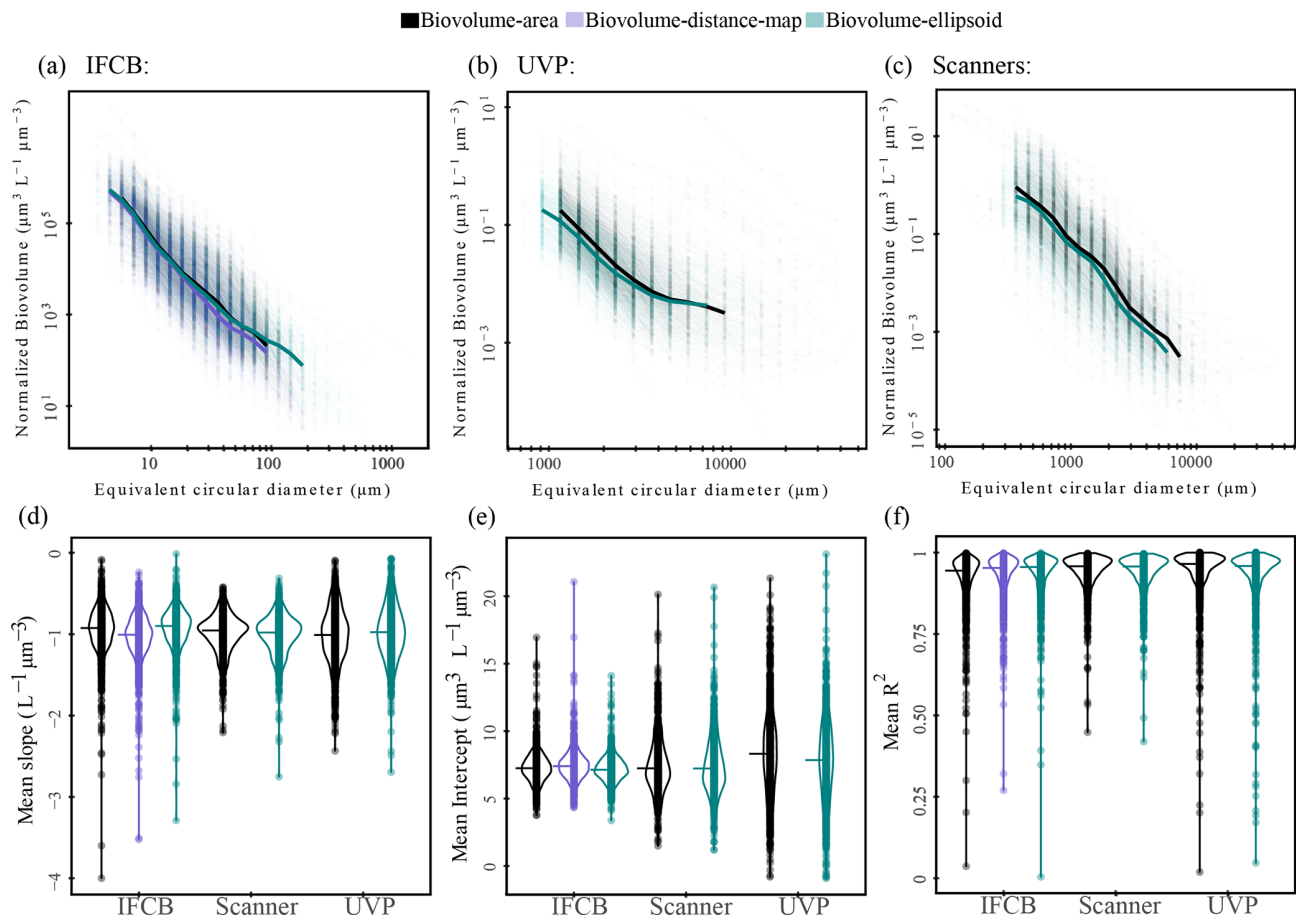 Biovolume-area Biovolume-distance-map Biovolume-ellipsoid
(a) IFCB: (b) UVP: (c) Scanners:
Normalized Biovolume (μm³ L⁻¹ μm⁻³)
10⁵
10³
10¹
10 100 1000
Equivalent circular diameter (μm)
Normalized Biovolume (μm³ L⁻¹ μm⁻³)
10¹
10⁻¹
10⁻³
1000 10000
Equivalent circular diameter (μm)
Normalized Biovolume (μm³ L⁻¹ μm⁻³)
10¹
10⁻¹
10⁻³
10⁻⁵
100 1000 10000
Equivalent circular diameter (μm)
(d) (e) (f)
Mean slope ( L⁻¹ μm⁻³)
0
−1
−2
−3
−4
IFCB Scanner UVP
Mean Intercept ( μm³ L⁻¹ μm⁻³)
20
15
10
5
0
IFCB Scanner UVP
Mean R²
1
0.75
0.50
0.25
0
IFCB Scanner UVP